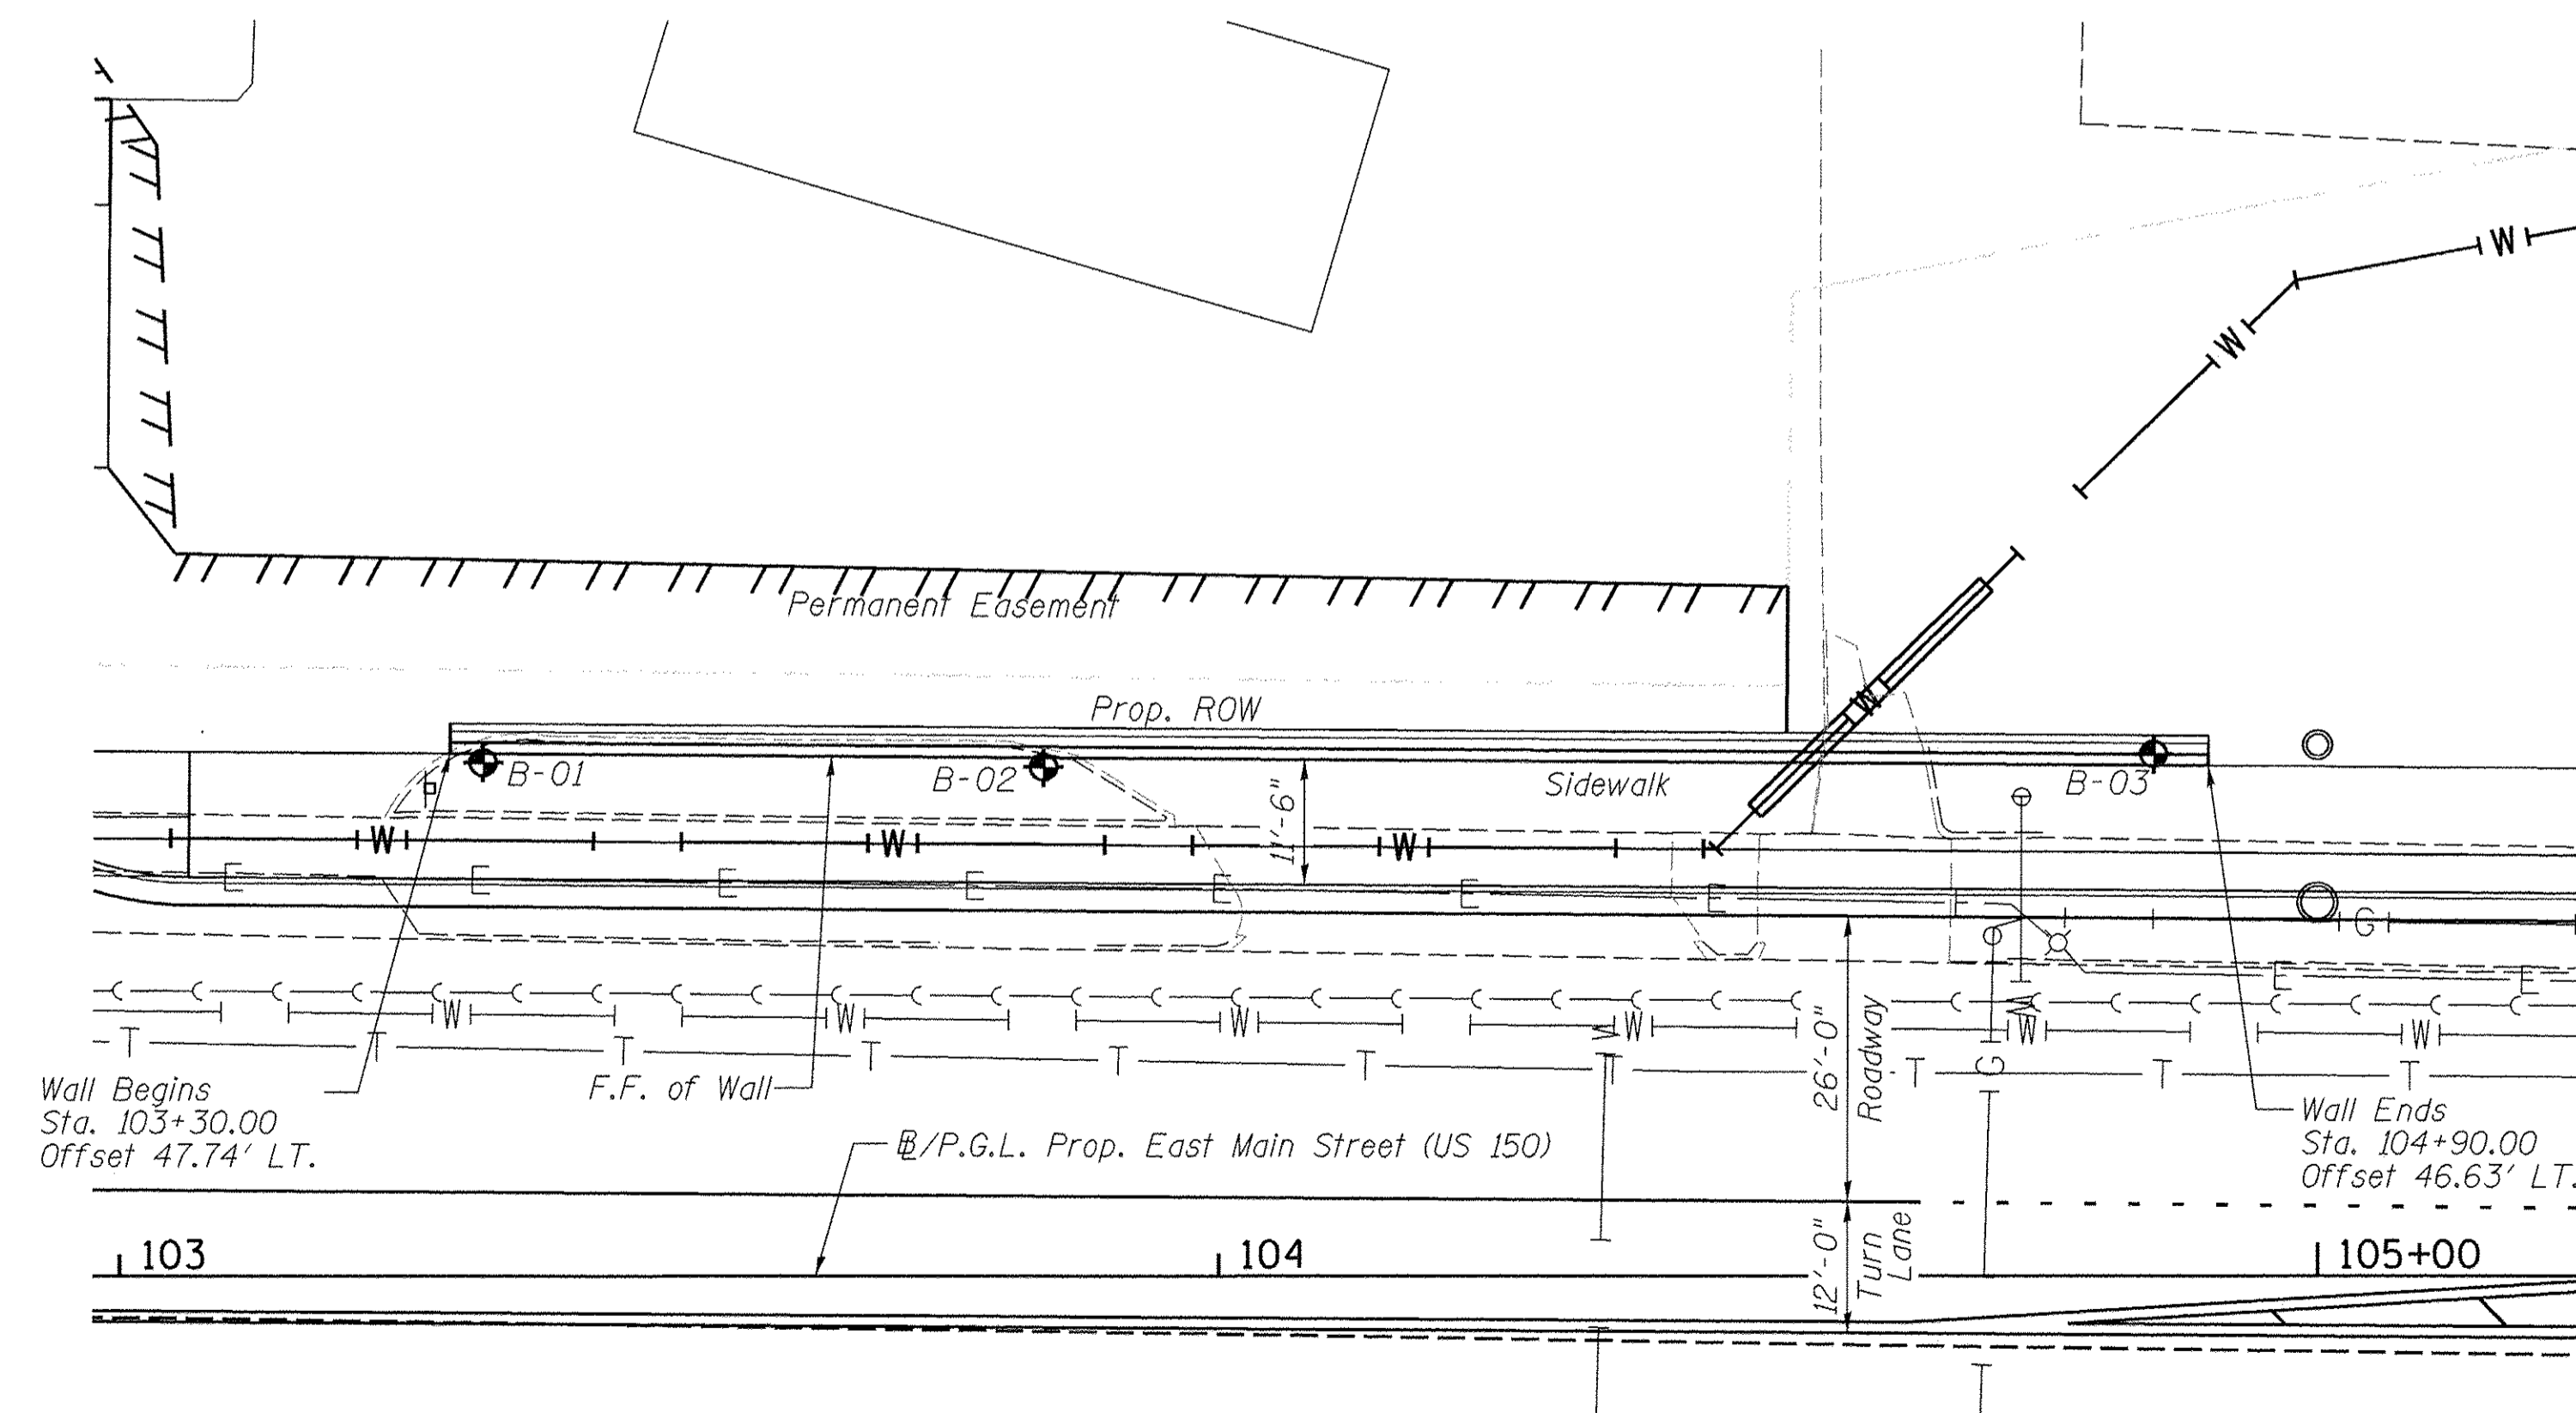 W
W
Permanent Easement
Prop. ROW
W
B-01
B-02
Sidewalk
B-03
11'-6"
W
W
W
E
E
E
E
E
E
E
G
E
E
W
W
W
W
W
W
W
W
T
T
T
T
T
T
T
T
T
T
G
26'-0"
Roadway
Wall Begins
Sta. 103+30.00
Offset 47.74' LT.
F.F. of Wall
Wall Ends
Sta. 104+90.00
Offset 46.63' LT.
℄/P.G.L. Prop. East Main Street (US 150)
12'-0"
Turn
Lane
103
104
105+00